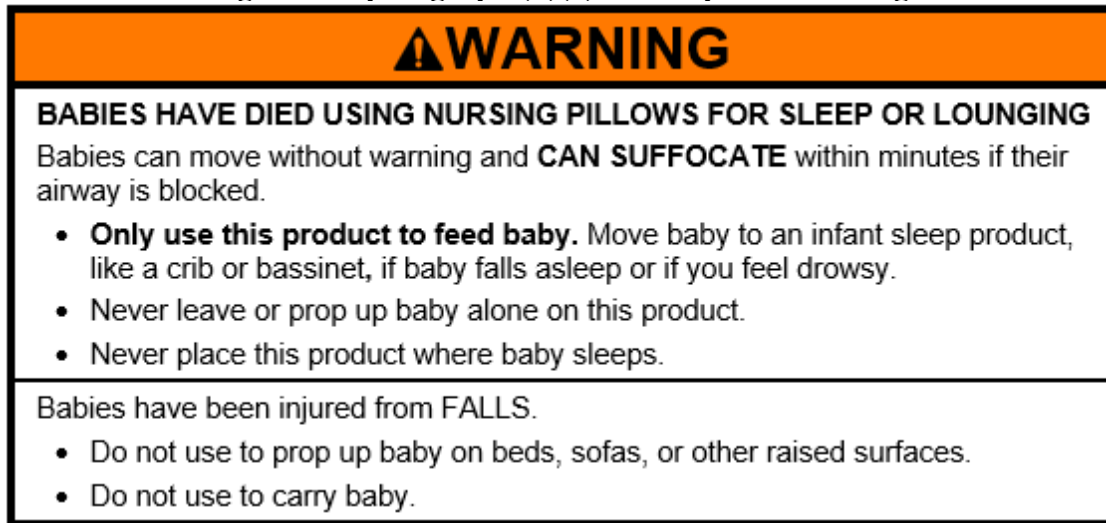 ⚠WARNING
BABIES HAVE DIED USING NURSING PILLOWS FOR SLEEP OR LOUNGING
Babies can move without warning and CAN SUFFOCATE within minutes if their
airway is blocked.
• Only use this product to feed baby. Move baby to an infant sleep product,
like a crib or bassinet, if baby falls asleep or if you feel drowsy.
• Never leave or prop up baby alone on this product.
• Never place this product where baby sleeps.
Babies have been injured from FALLS.
• Do not use to prop up baby on beds, sofas, or other raised surfaces.
• Do not use to carry baby.